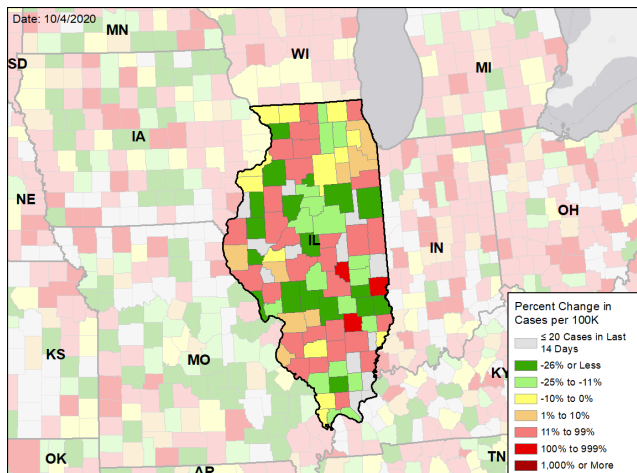 Date: 10/4/2020
MN
WI
SD
MI
IA
NE
OH
IL
IN
KS
MO
KY
OK
AR
TN
Percent Change in
Cases per 100K
≤ 20 Cases in Last
14 Days
-26% or Less
-25% to -11%
-10% to 0%
1% to 10%
11% to 99%
100% to 999%
1,000% or More